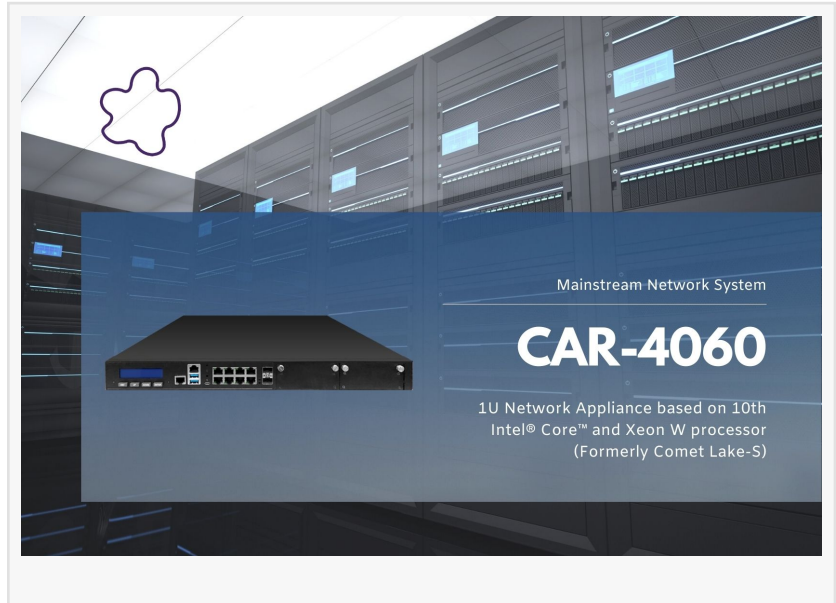 Mainstream Network System
CAR-4060
1U Network Appliance based on 10th
Intel® Core™ and Xeon W processor
(Formerly Comet Lake-S)